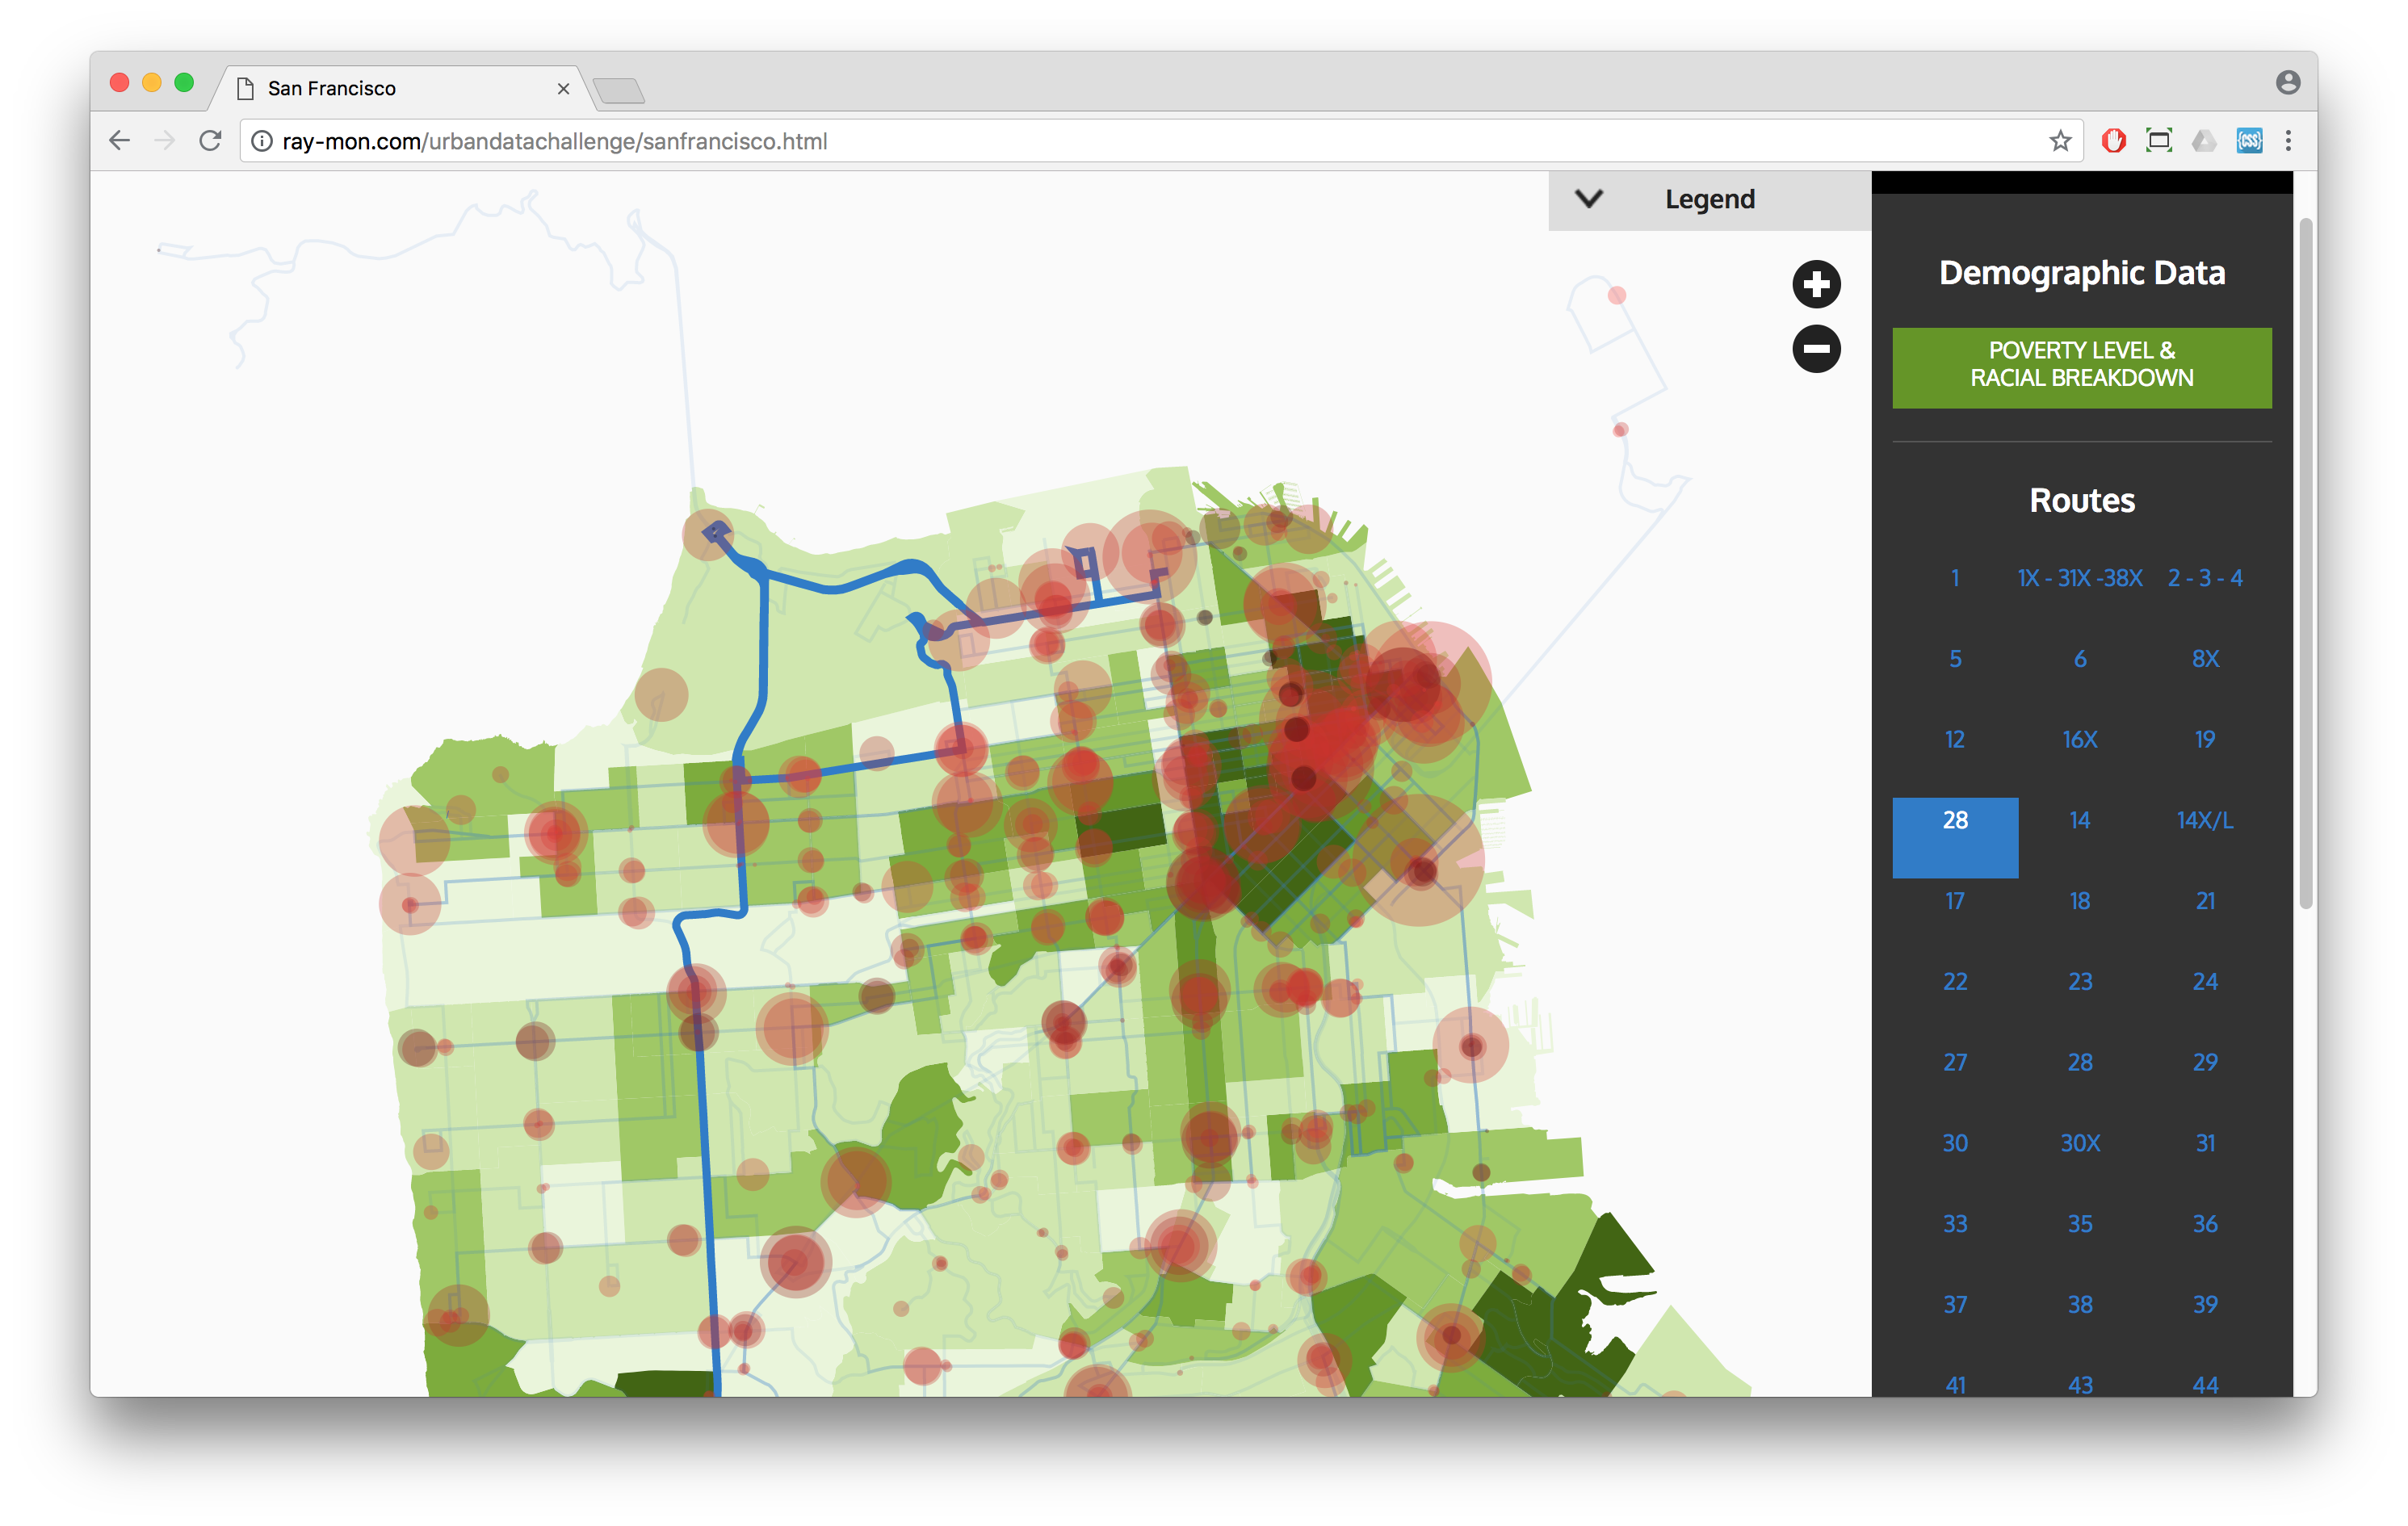 San Francisco
ray-mon.com/urbandatachallenge/sanfrancisco.html
{css}
Legend
Demographic Data
POVERTY LEVEL &
RACIAL BREAKDOWN
Routes
1 1X - 31X -38X 2 - 3 - 4
5 6 8X
12 16X 19
28 14 14X/L
17 18 21
22 23 24
27 28 29
30 30X 31
33 35 36
37 38 39
41 43 44